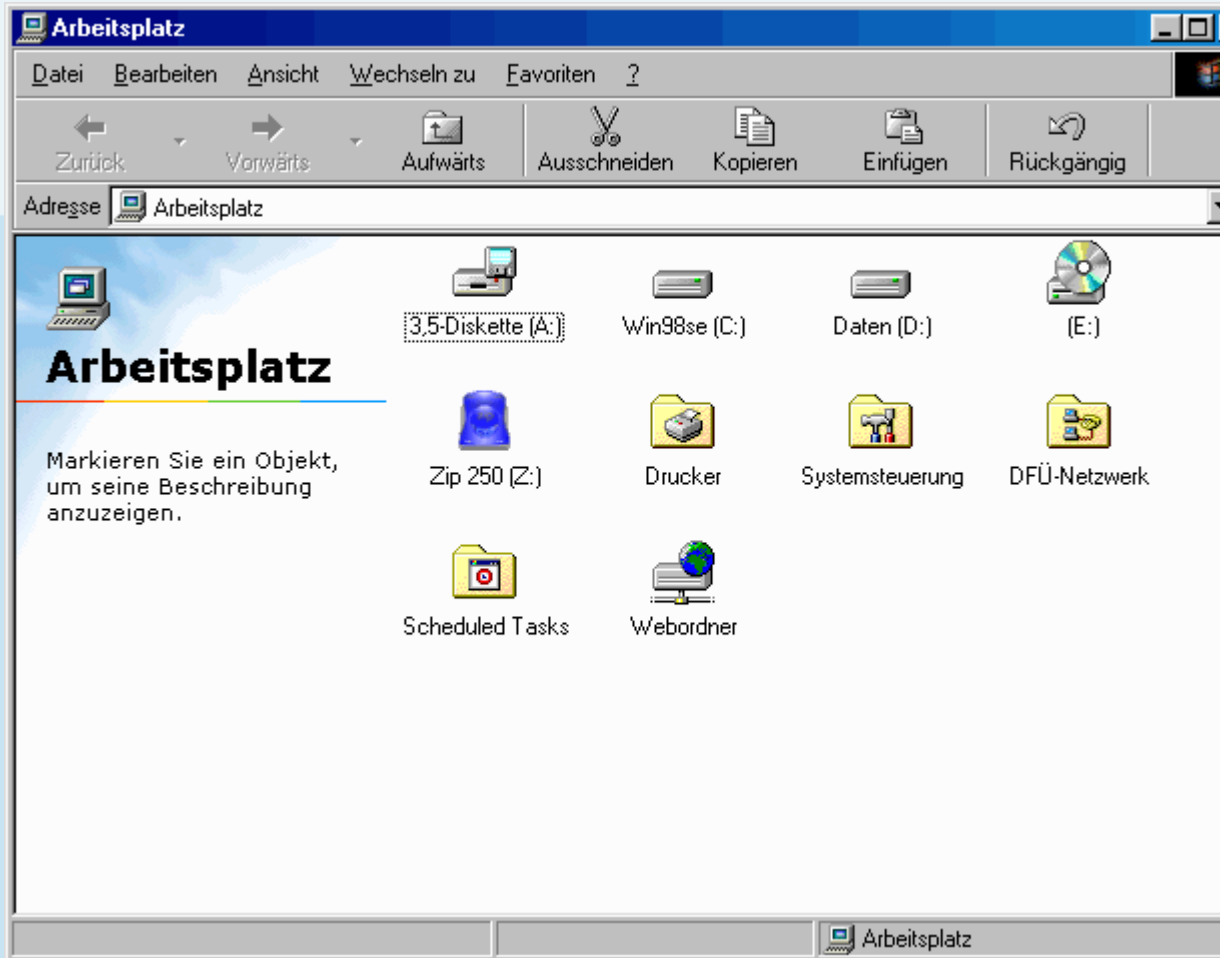 Arbeitsplatz
Datei Bearbeiten Ansicht Wechseln zu Favoriten ?
Zurück Vorwärts Aufwärts Ausschneiden Kopieren Einfügen Rückgängig
Adresse Arbeitsplatz
3,5-Diskette (A:) Win98se (C:) Daten (D:) (E:)
Arbeitsplatz
Markieren Sie ein Objekt,
um seine Beschreibung
anzuzeigen.
Zip 250 (Z:) Drucker Systemsteuerung DFÜ-Netzwerk
Scheduled Tasks Webordner
Arbeitsplatz